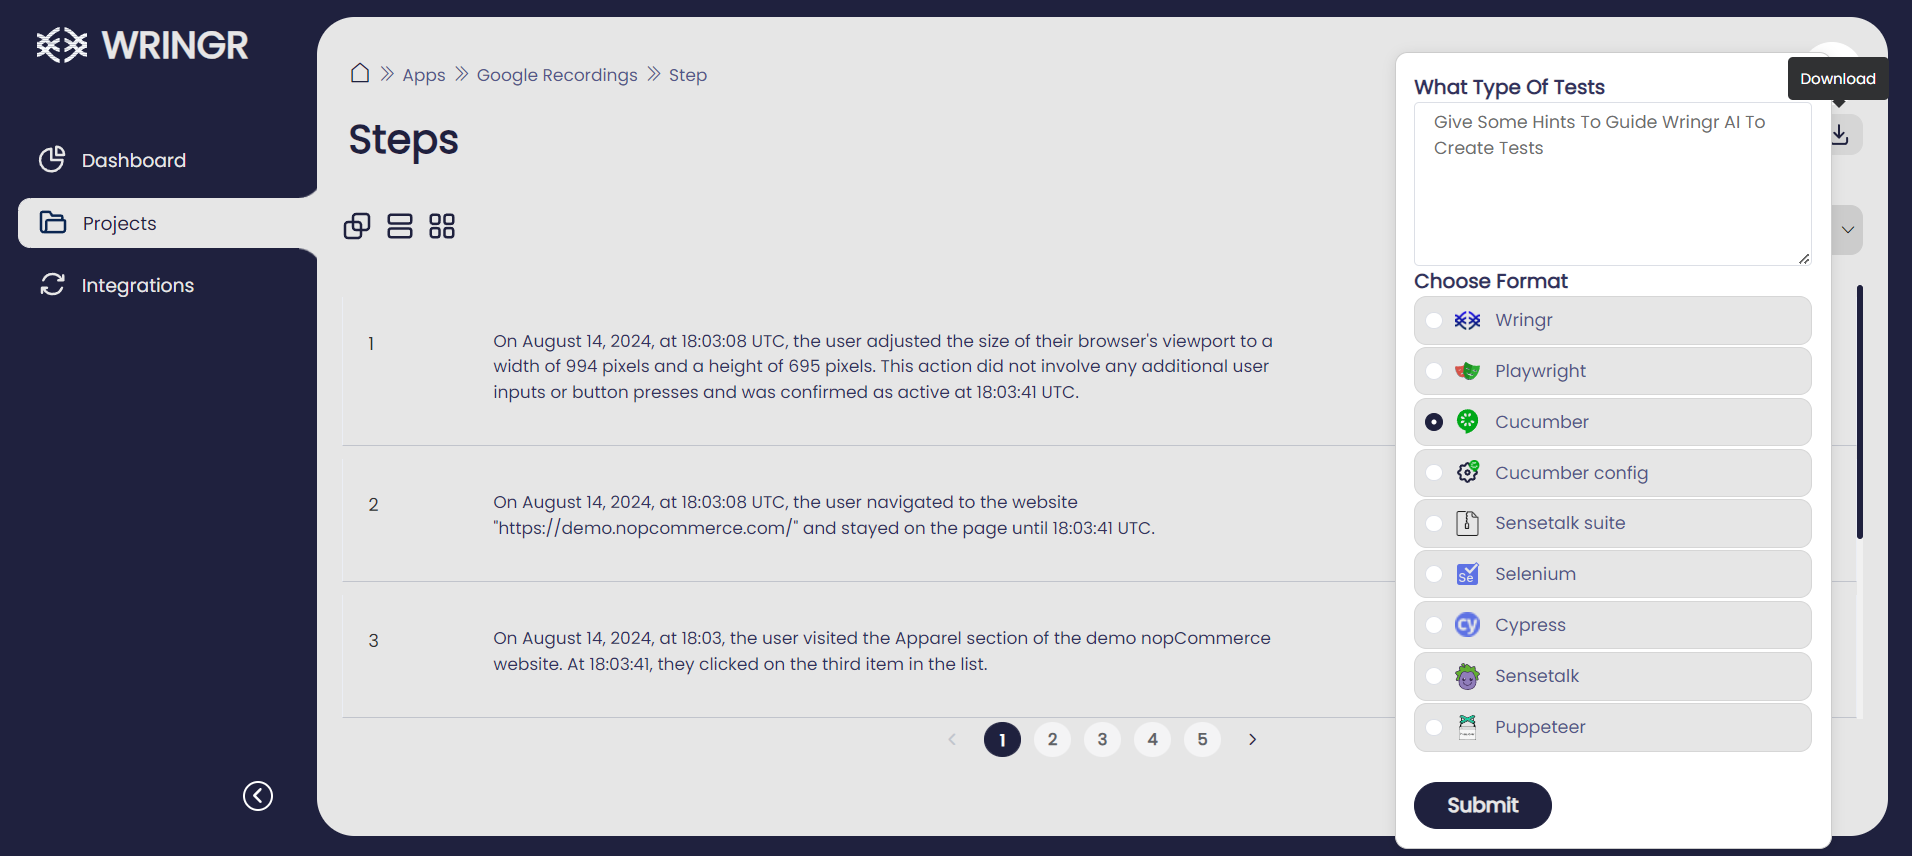 WRINGR
Dashboard
Projects
Integrations
Apps
Google Recordings
Step
Steps
1
On August 14, 2024, at 18:03:08 UTC, the user adjusted the size of their browser's viewport to a
width of 994 pixels and a height of 695 pixels. This action did not involve any additional user
inputs or button presses and was confirmed as active at 18:03:41 UTC.
2
On August 14, 2024, at 18:03:08 UTC, the user navigated to the website
"https://demo.nopcommerce.com/" and stayed on the page until 18:03:41 UTC.
3
On August 14, 2024, at 18:03, the user visited the Apparel section of the demo nopCommerce
website. At 18:03:41, they clicked on the third item in the list.
1 2 3 4 5
Download
What Type Of Tests
Give Some Hints To Guide Wringr AI To
Create Tests
Choose Format
Wringr
Playwright
Cucumber
Cucumber config
Sensetalk suite
Se
Selenium
cy
Cypress
Sensetalk
Puppeteer
Submit